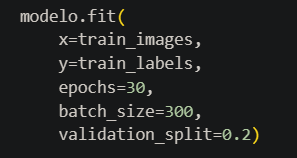 modelo.fit(
    x=train_images,
    y=train_labels,
    epochs=30,
    batch_size=300,
    validation_split=0.2)